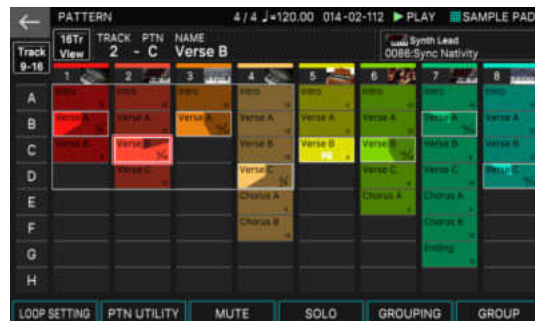 PATTERN 4/4 ♩=120.00 014-02-112 ▶PLAY SAMPLE PAD
16Tr View TRACK PTN NAME Synth Lead
2 - C Verse B 0086:Sync Nativity
Track 9-16
1 2 3 4 5 6 7 8
A Intro Intro Intro Intro Intro Intro Intro Intro
B Verse A Verse A Verse A Verse A Verse A Verse A Verse A Verse A
C Verse B Verse B Verse B Verse B Verse B Verse B Verse B
D Verse C Verse C Verse C Verse C Verse C
E Chorus A Chorus A Chorus A
F Chorus B Chorus B
G Ending
H
LOOP SETTING PTN UTILITY MUTE SOLO GROUPING GROUP